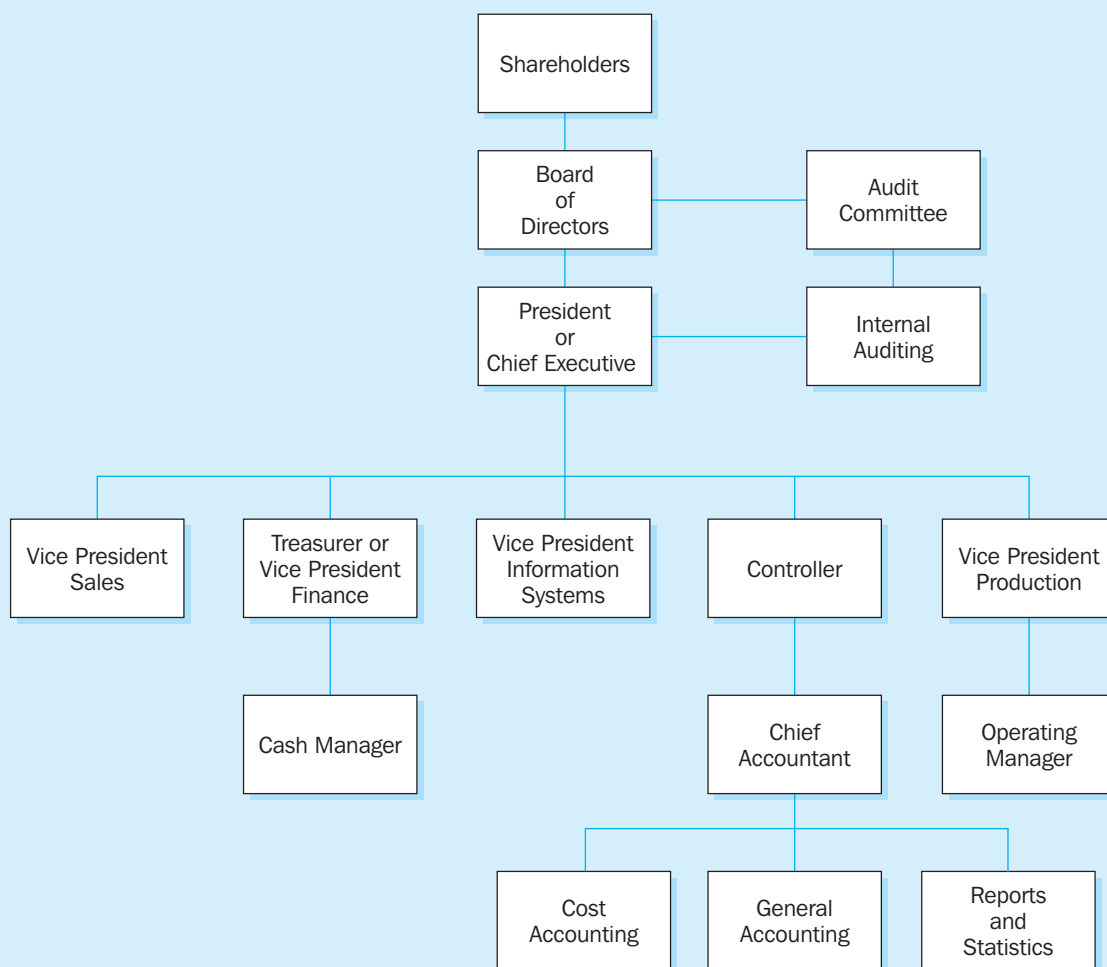 Shareholders
Board
of
Directors
Audit
Committee
President
or
Chief Executive
Internal
Auditing
Vice President
Sales
Treasurer or
Vice President
Finance
Vice President
Information
Systems
Controller
Vice President
Production
Cash Manager
Chief
Accountant
Operating
Manager
Cost
Accounting
General
Accounting
Reports
and
Statistics